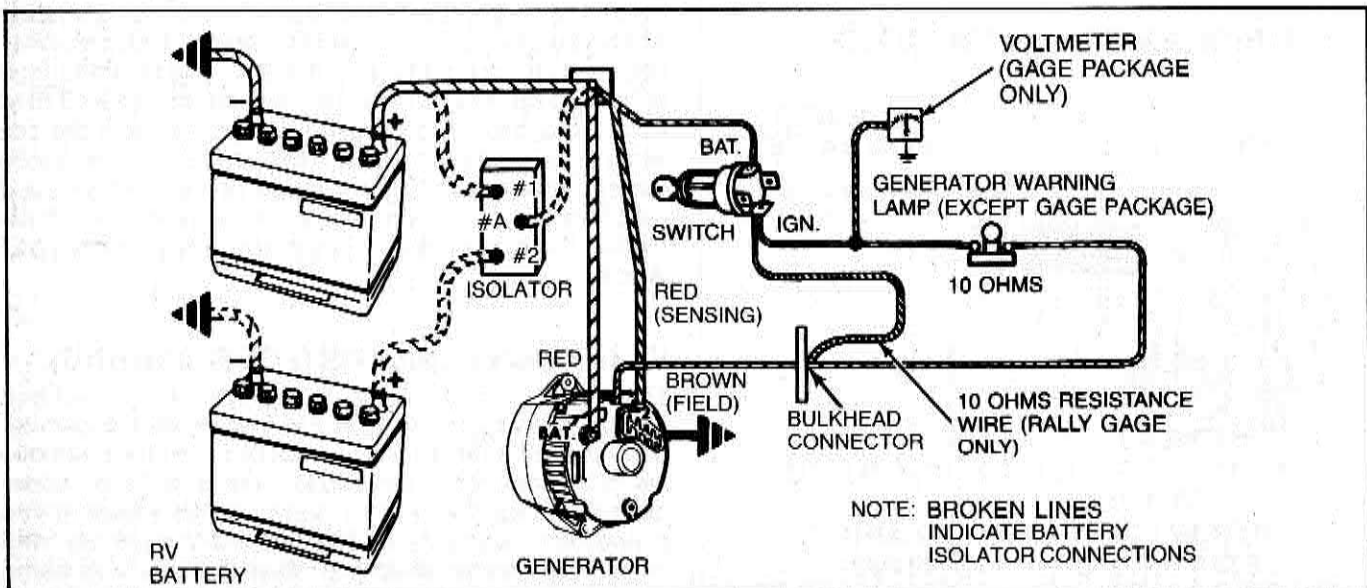 VOLTMETER
(GAGE PACKAGE
ONLY)
+
BAT.
#1
GENERATOR WARNING
LAMP (EXCEPT GAGE PACKAGE)
#A
SWITCH
IGN.
#2
ISOLATOR
10 OHMS
RED
(SENSING)
RED
BROWN
(FIELD)
+
BAT.
BULKHEAD
CONNECTOR
10 OHMS RESISTANCE
WIRE (RALLY GAGE
ONLY)
NOTE: BROKEN LINES
INDICATE BATTERY
ISOLATOR CONNECTIONS
RV
BATTERY
GENERATOR